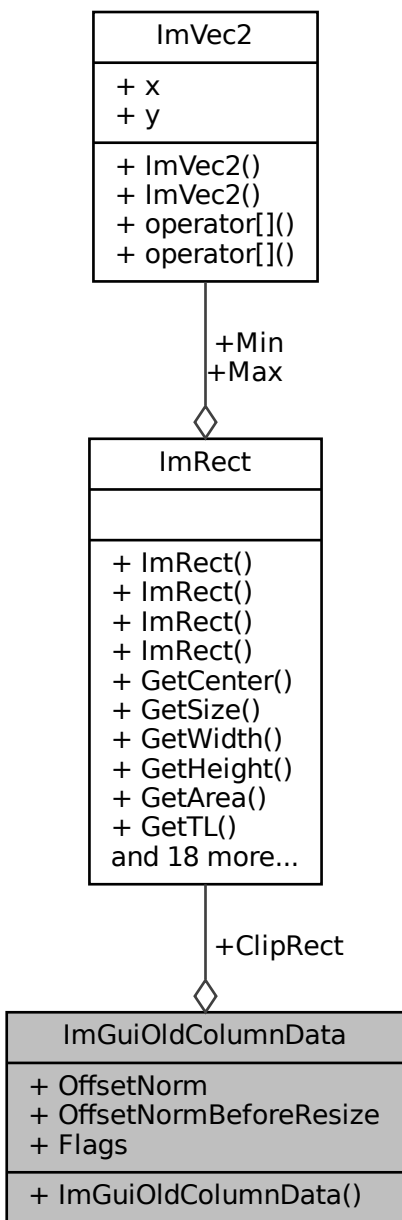 ImVec2
+ x
+ y
+ ImVec2()
+ ImVec2()
+ operator[]()
+ operator[]()
+Min
+Max
ImRect
+ ImRect()
+ ImRect()
+ ImRect()
+ ImRect()
+ GetCenter()
+ GetSize()
+ GetWidth()
+ GetHeight()
+ GetArea()
+ GetTL()
and 18 more...
+ClipRect
ImGuiOldColumnData
+ OffsetNorm
+ OffsetNormBeforeResize
+ Flags
+ ImGuiOldColumnData()